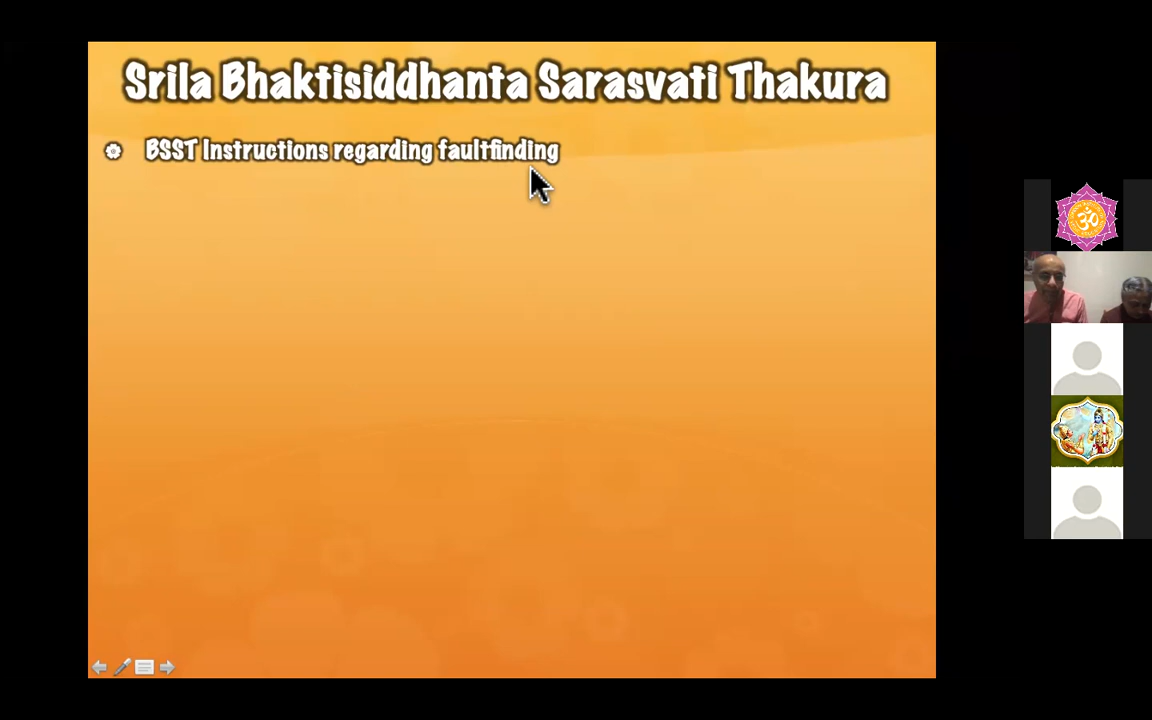 Srila Bhaktisiddhanta Sarasvati Thakura
BSST Instructions regarding faultfinding
ॐ